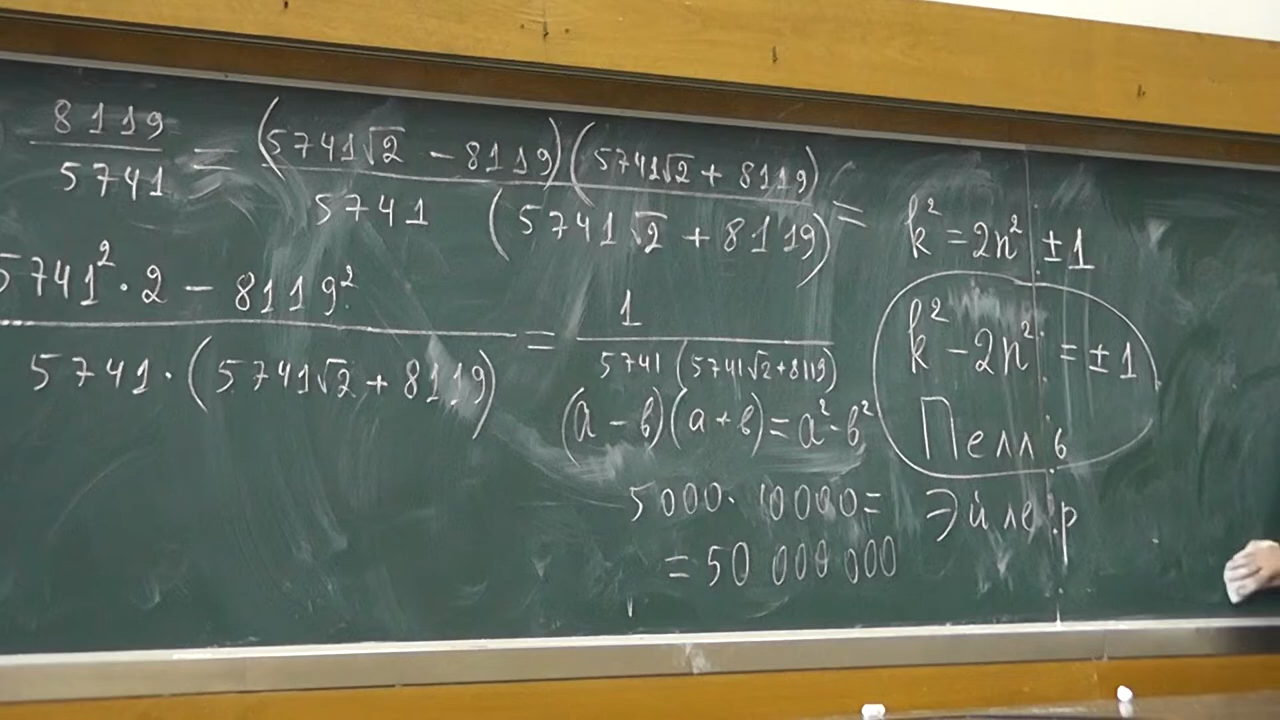 8119/5741 = (5741√2 - 8119)(5741√2 + 8119) / 5741 (5741√2 + 8119) =
5741² · 2 - 8119² / 5741 · (5741√2 + 8119) = 1 / 5741 (5741√2+8119)
(a - b)(a + b) = a² - b²
5000 · 10000 =
= 50 000 000
k² = 2n² ± 1
k² - 2n² = ± 1
Пелль
Эйлер